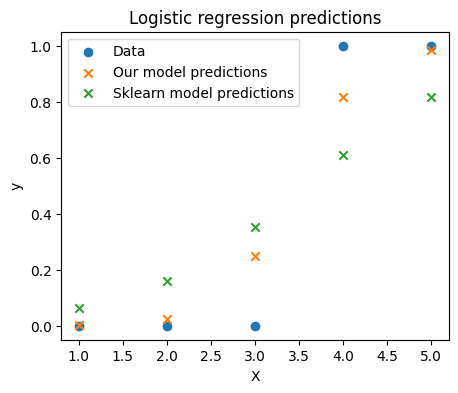 Logistic regression predictions
Data
Our model predictions
Sklearn model predictions
1.0
0.8
0.6
0.4
0.2
0.0
y
1.0 1.5 2.0 2.5 3.0 3.5 4.0 4.5 5.0
X